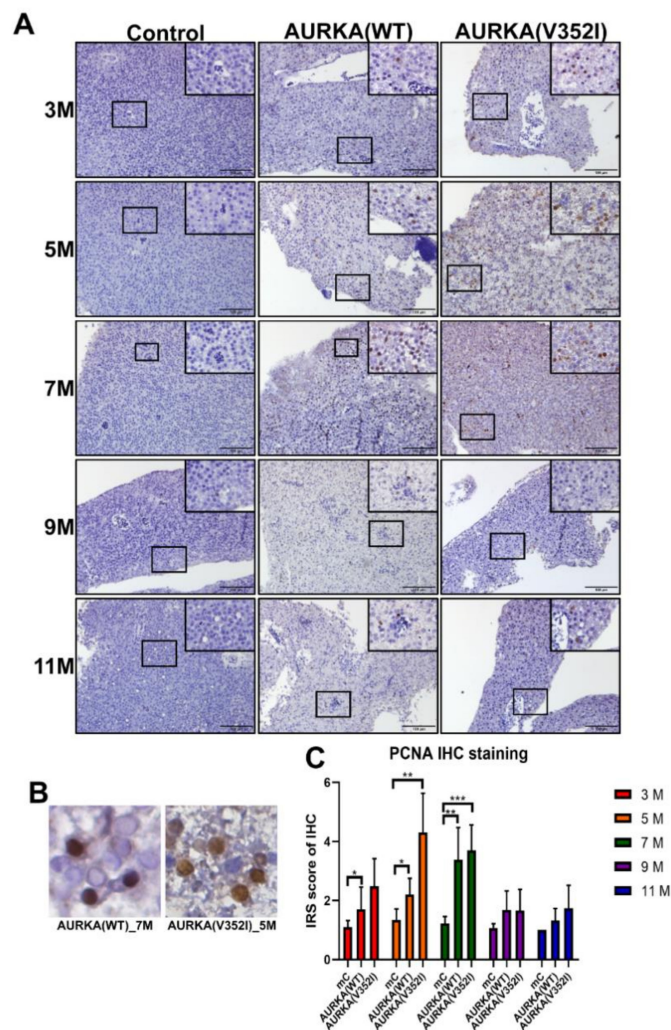 A
Control AURKA(WT) AURKA(V352I)
3M
5M
7M
9M
11M
B
AURKA(WT)_7M AURKA(V352I)_5M
C
PCNA IHC staining
IRS score of IHC
6
4
2
0
* * ** ** ***
mC AURKA(WT) AURKA(V352I) mC AURKA(WT) AURKA(V352I) mC AURKA(WT) AURKA(V352I) mC AURKA(WT) AURKA(V352I) mC AURKA(WT) AURKA(V352I)
3 M
5 M
7 M
9 M
11 M